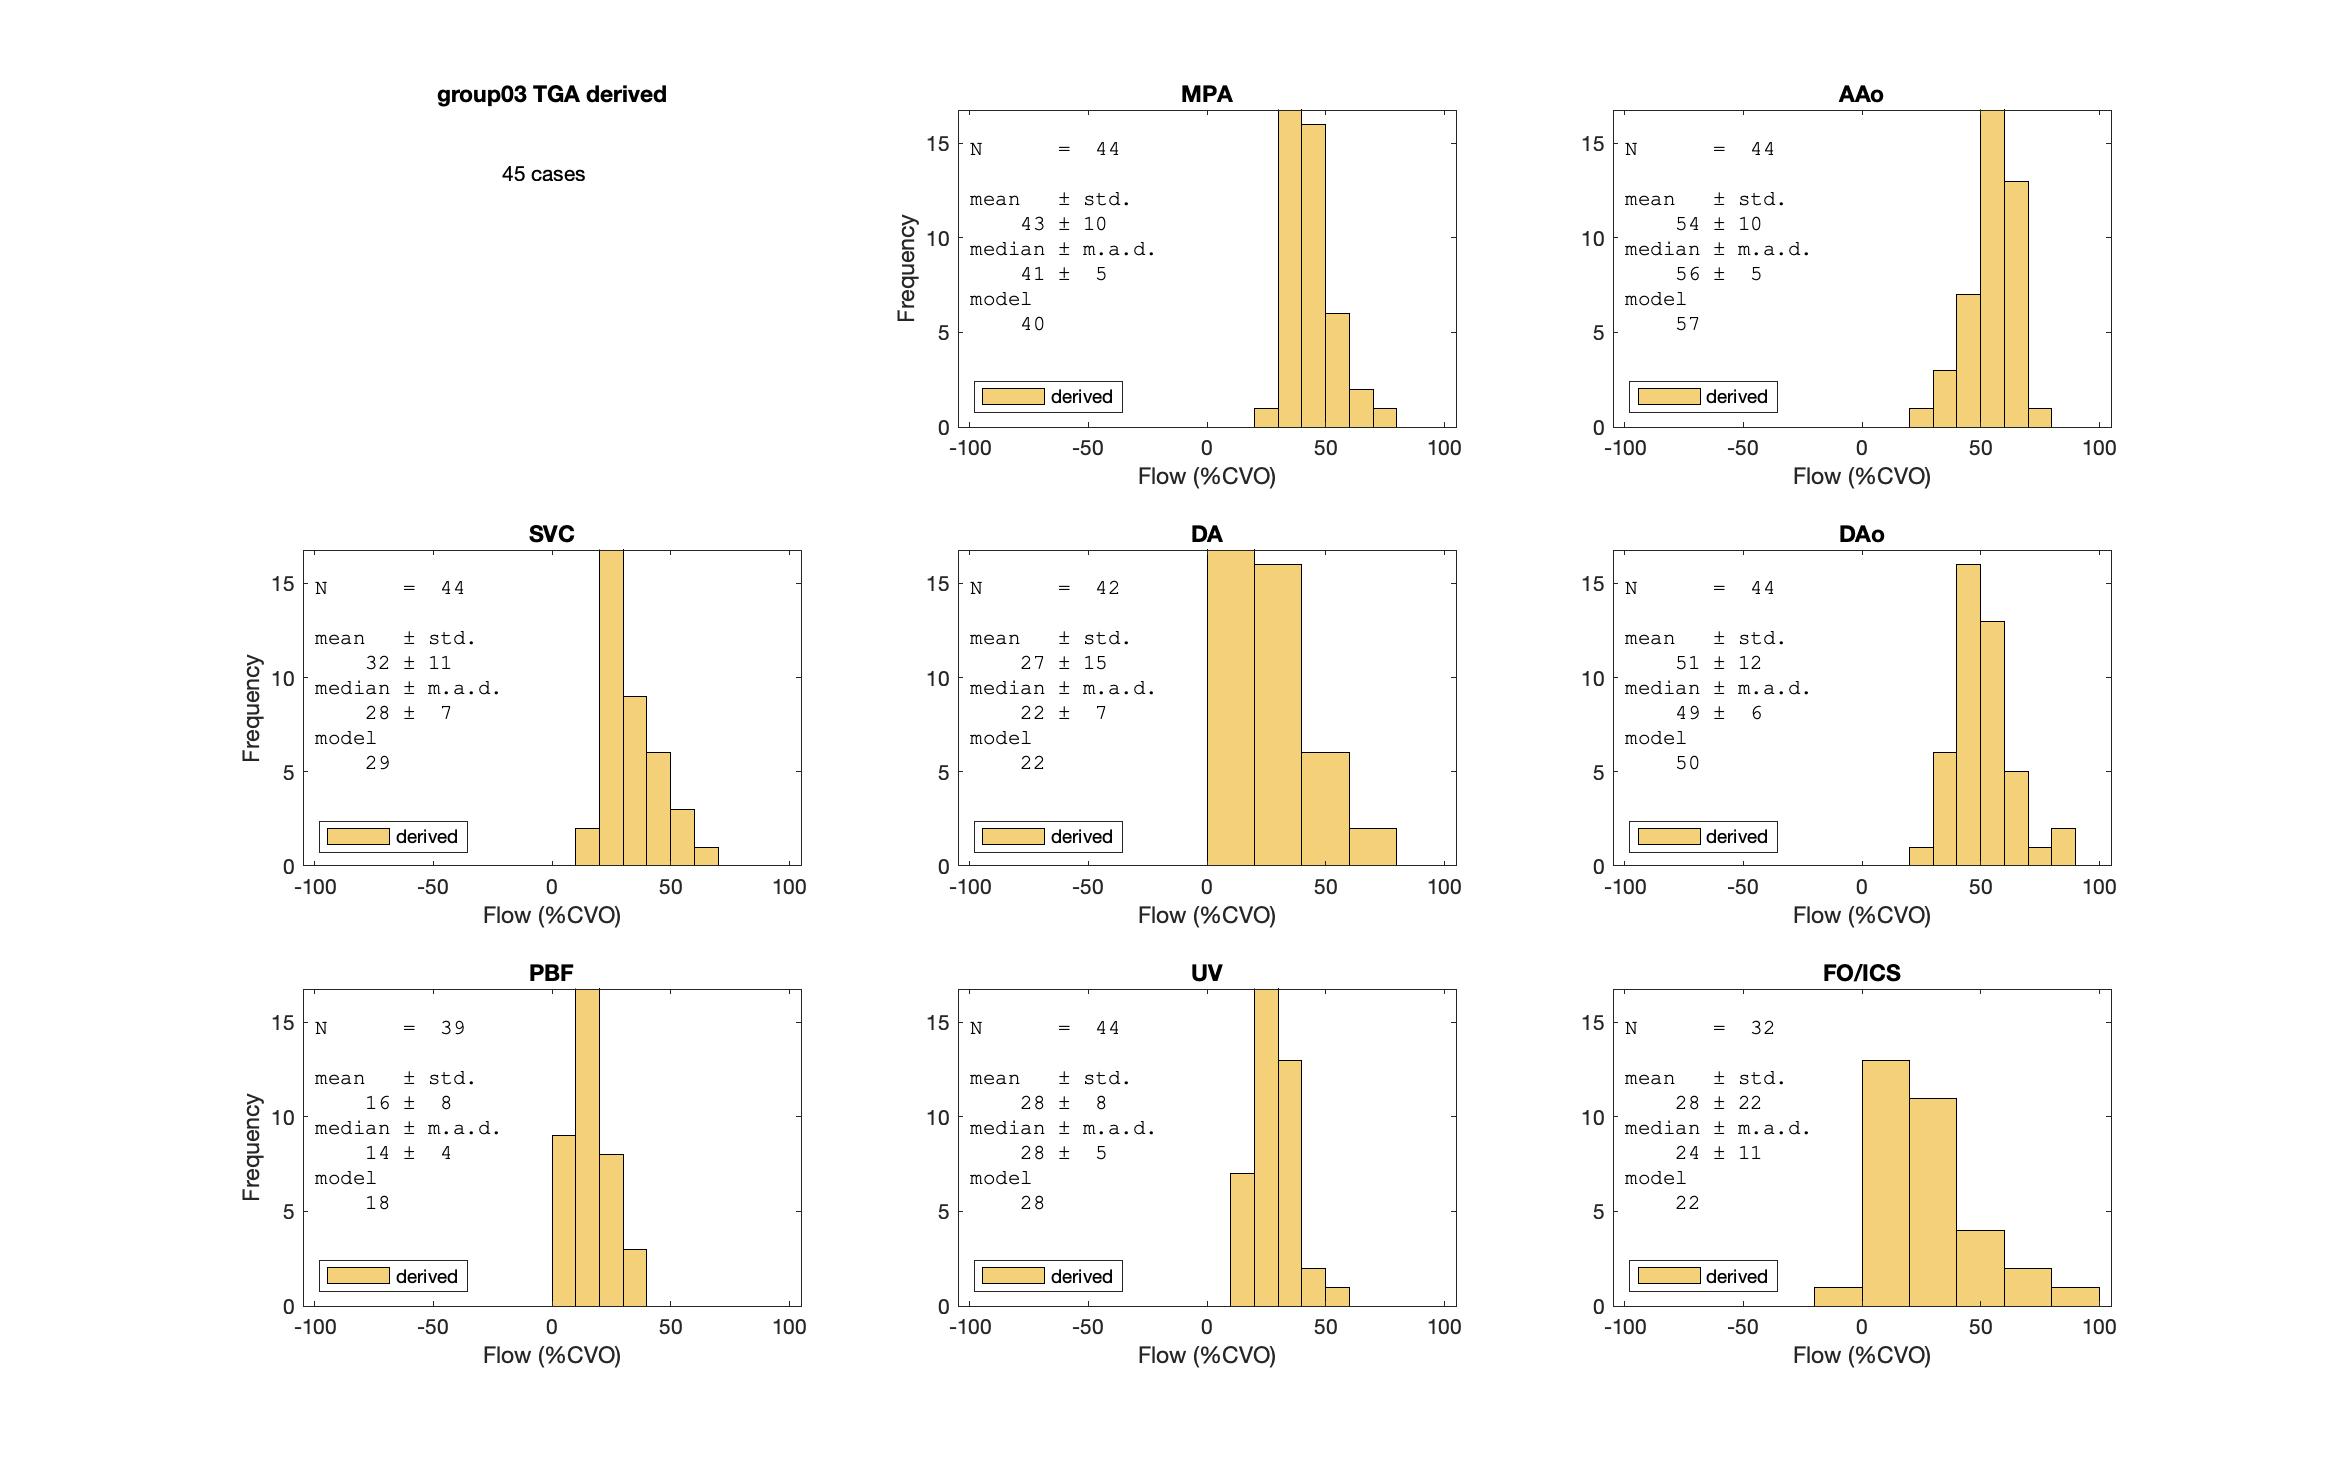 group03 TGA derived
45 cases
MPA
N = 44
mean ± std.
43 ± 10
median ± m.a.d.
41 ± 5
model
40
derived
0
5
10
15
Frequency
-100 -50 0 50 100
Flow (%CVO)
AAo
N = 44
mean ± std.
54 ± 10
median ± m.a.d.
56 ± 5
model
57
derived
0
5
10
15
-100 -50 0 50 100
Flow (%CVO)
SVC
N = 44
mean ± std.
32 ± 11
median ± m.a.d.
28 ± 7
model
29
derived
0
5
10
15
Frequency
-100 -50 0 50 100
Flow (%CVO)
DA
N = 42
mean ± std.
27 ± 15
median ± m.a.d.
22 ± 7
model
22
derived
0
5
10
15
-100 -50 0 50 100
Flow (%CVO)
DAo
N = 44
mean ± std.
51 ± 12
median ± m.a.d.
49 ± 6
model
50
derived
0
5
10
15
-100 -50 0 50 100
Flow (%CVO)
PBF
N = 39
mean ± std.
16 ± 8
median ± m.a.d.
14 ± 4
model
18
derived
0
5
10
15
Frequency
-100 -50 0 50 100
Flow (%CVO)
UV
N = 44
mean ± std.
28 ± 8
median ± m.a.d.
28 ± 5
model
28
derived
0
5
10
15
-100 -50 0 50 100
Flow (%CVO)
FO/ICS
N = 32
mean ± std.
28 ± 22
median ± m.a.d.
24 ± 11
model
22
derived
0
5
10
15
-100 -50 0 50 100
Flow (%CVO)